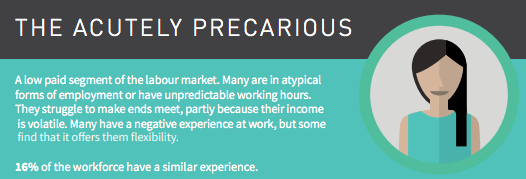 THE ACUTELY PRECARIOUS
A low paid segment of the labour market. Many are in atypical
forms of employment or have unpredictable working hours.
They struggle to make ends meet, partly because their income
is volatile. Many have a negative experience at work, but some
find that it offers them flexibility.
16% of the workforce have a similar experience.